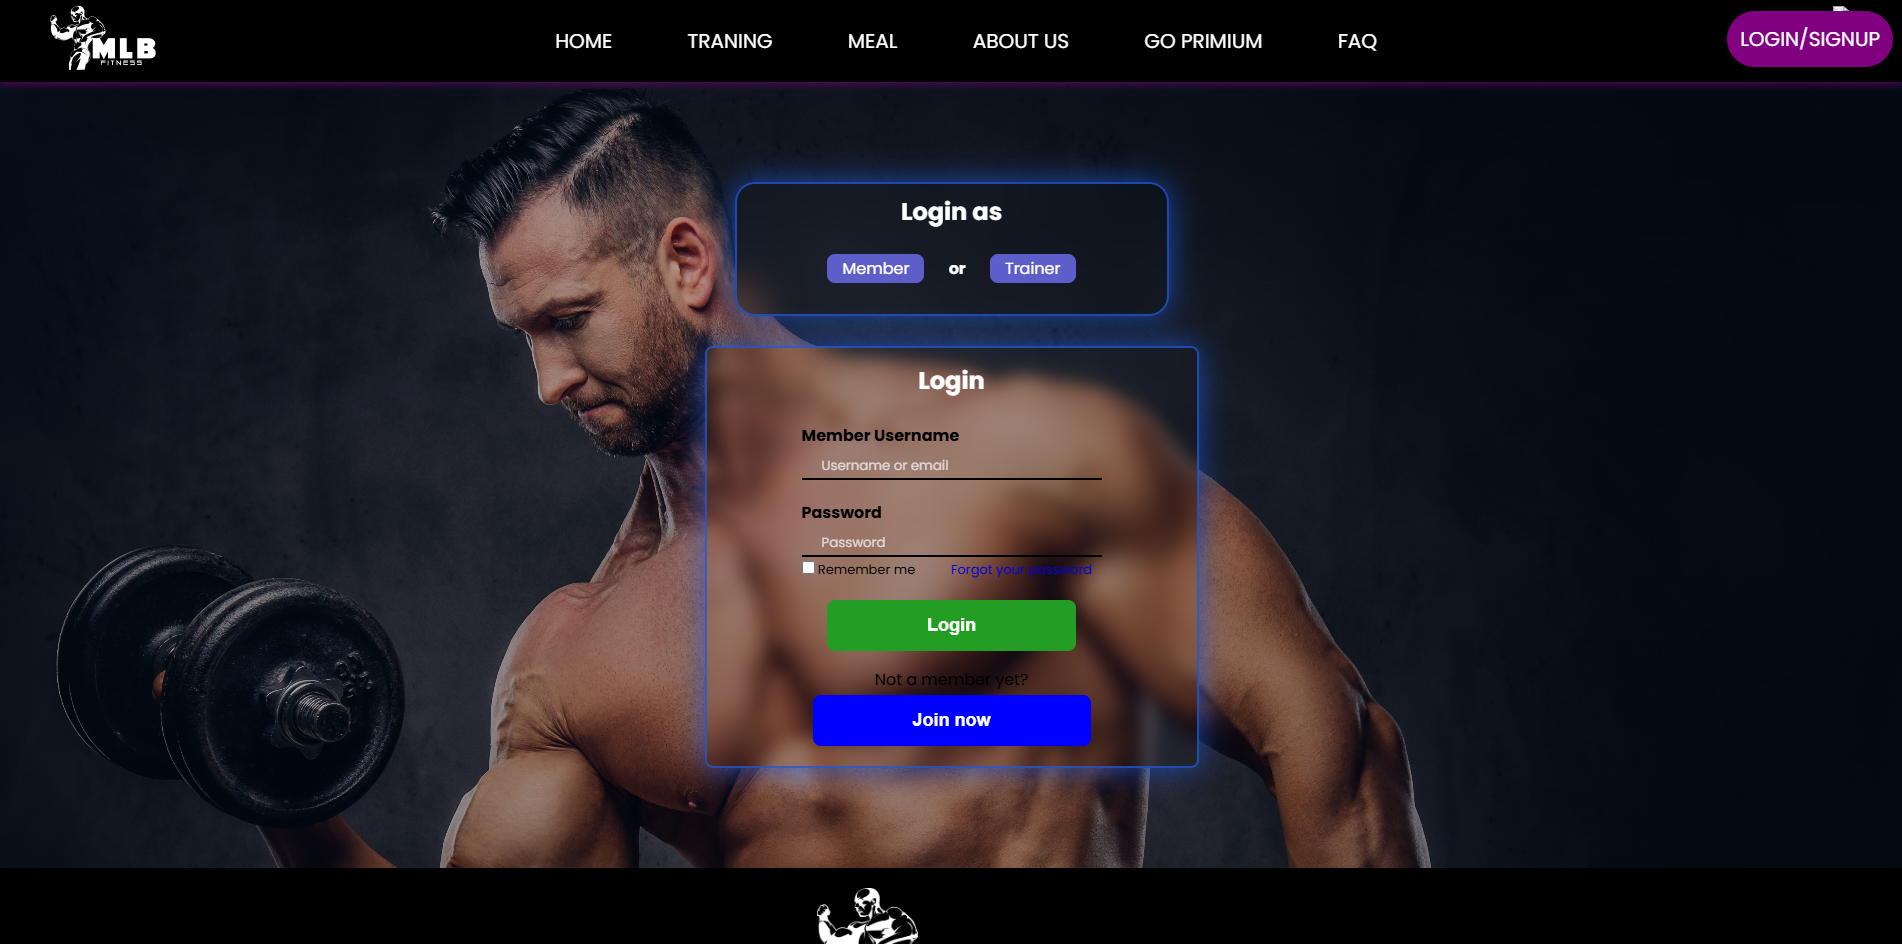 MLB
FITNESS
HOME TRANING MEAL ABOUT US GO PRIMIUM FAQ
LOGIN/SIGNUP
Login as
Member or Trainer
Login
Member Username
Username or email
Password
Password
Remember me Forgot your password
Login
Not a member yet?
Join now